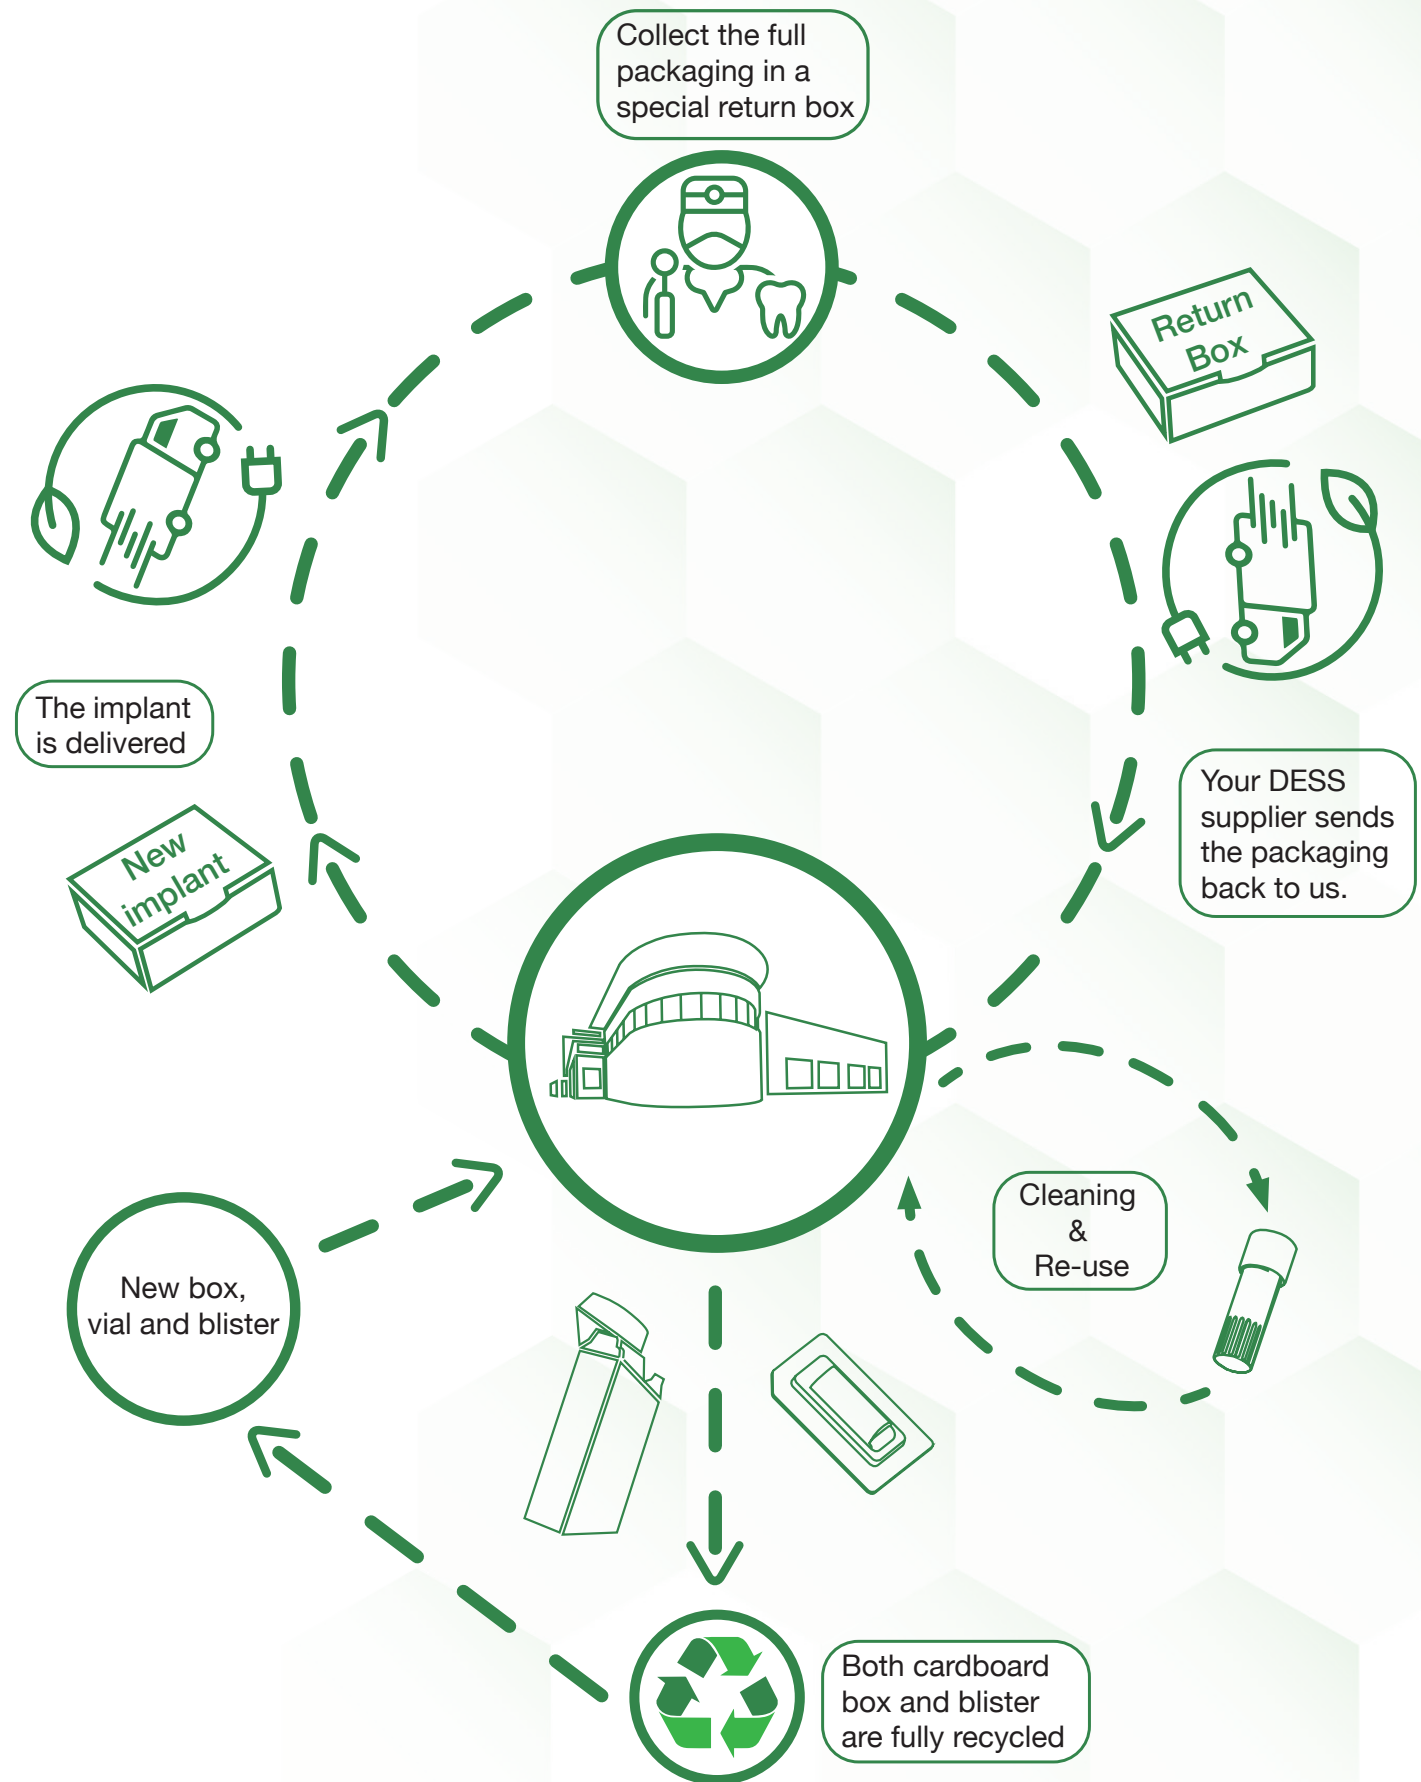 Collect the full
packaging in a
special return box
Return
Box
The implant
is delivered
Your DESS
supplier sends
the packaging
back to us.
New
implant
Cleaning
&
Re-use
New box,
vial and blister
Both cardboard
box and blister
are fully recycled